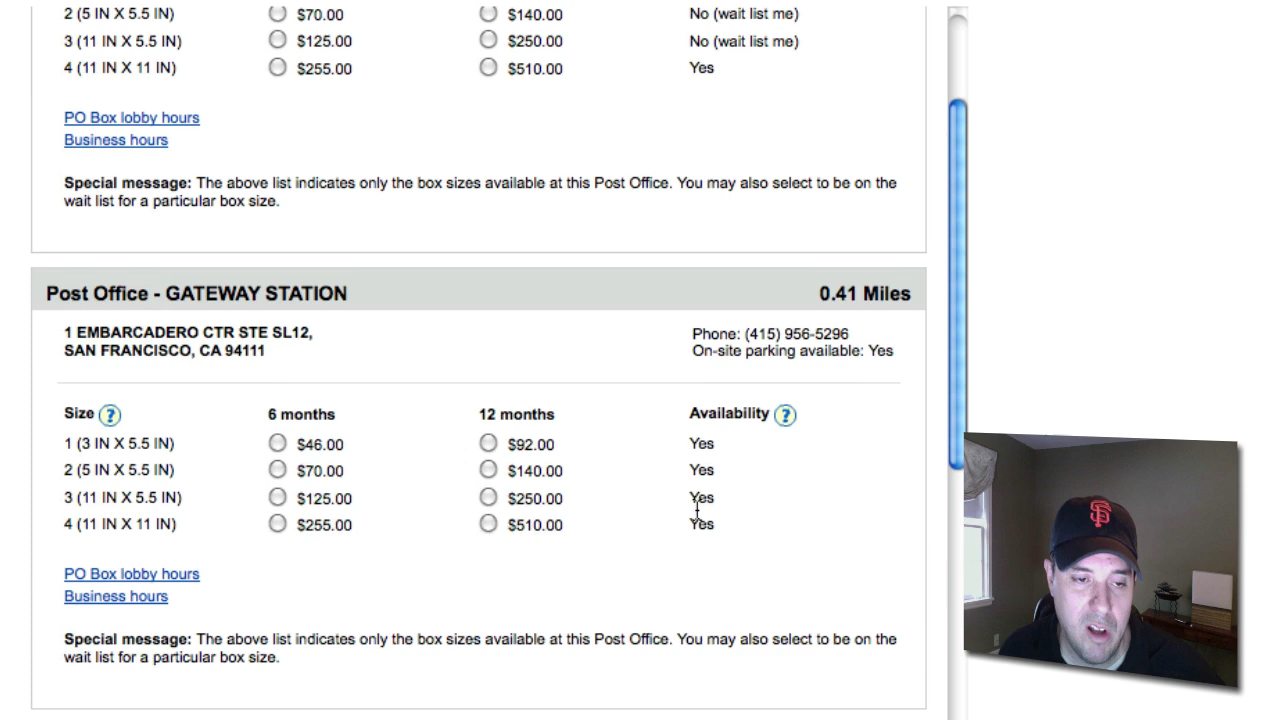 2 (5 IN X 5.5 IN) $70.00 $140.00 No (wait list me)
3 (11 IN X 5.5 IN) $125.00 $250.00 No (wait list me)
4 (11 IN X 11 IN) $255.00 $510.00 Yes
PO Box lobby hours
Business hours
Special message: The above list indicates only the box sizes available at this Post Office. You may also select to be on the
wait list for a particular box size.
Post Office - GATEWAY STATION 0.41 Miles
1 EMBARCADERO CTR STE SL12,
SAN FRANCISCO, CA 94111
Phone: (415) 956-5296
On-site parking available: Yes
Size ? 6 months 12 months Availability ?
1 (3 IN X 5.5 IN) $46.00 $92.00 Yes
2 (5 IN X 5.5 IN) $70.00 $140.00 Yes
3 (11 IN X 5.5 IN) $125.00 $250.00 Yes
4 (11 IN X 11 IN) $255.00 $510.00 Yes
PO Box lobby hours
Business hours
Special message: The above list indicates only the box sizes available at this Post Office. You may also select to be on the
wait list for a particular box size.
SF